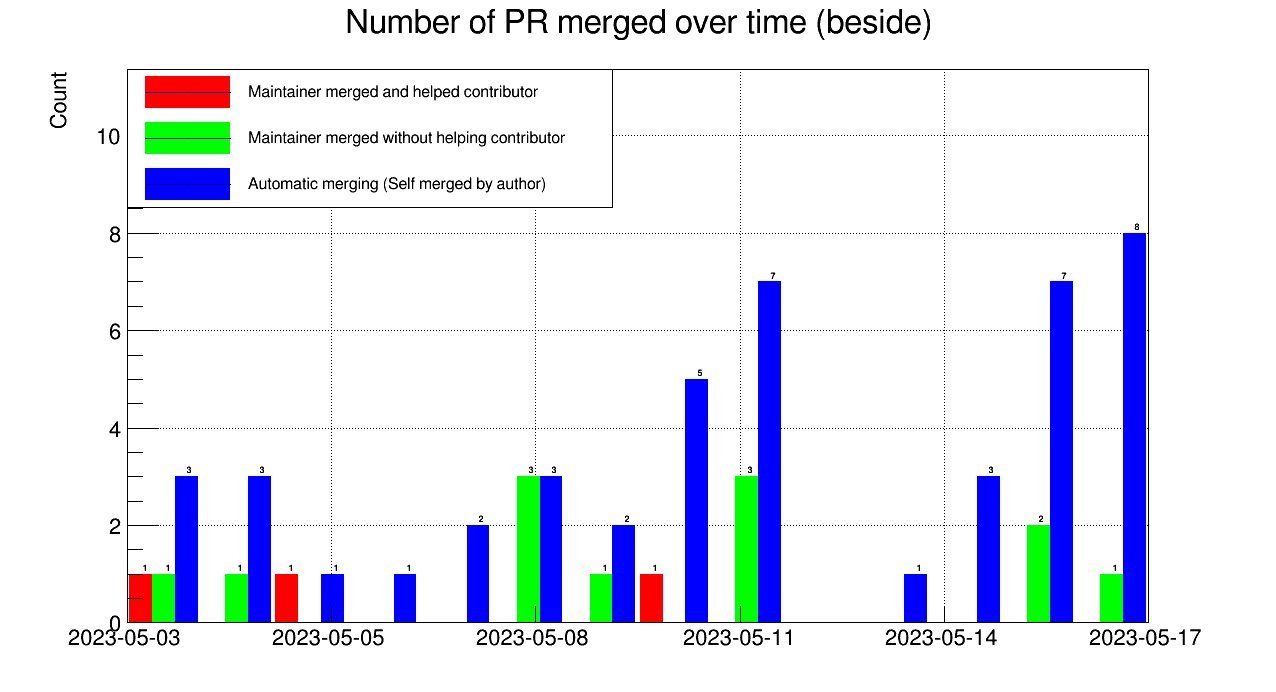 Number of PR merged over time (beside)
Count
Maintainer merged and helped contributor
Maintainer merged without helping contributor
Automatic merging (Self merged by author)
10
8
6
4
2
0
1 1 3 1 3 1 1 1 2 3 3 1 2 1 5 3 7 1 3 2 7 1 8
2023-05-03 2023-05-05 2023-05-08 2023-05-11 2023-05-14 2023-05-17